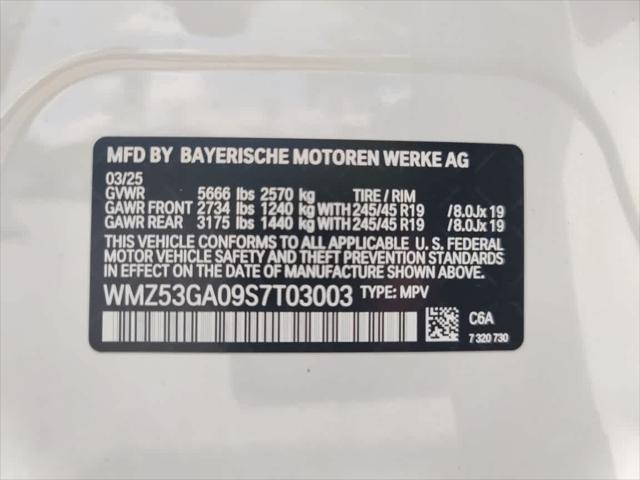 MFD BY BAYERISCHE MOTOREN WERKE AG
03/25
GVWR 5666 lbs 2570 kg TIRE / RIM
GAWR FRONT 2734 lbs 1240 kg WITH 245/45 R19 /8.0Jx 19
GAWR REAR 3175 lbs 1440 kg WITH 245/45 R19 /8.0Jx 19
THIS VEHICLE CONFORMS TO ALL APPLICABLE U. S. FEDERAL
MOTOR VEHICLE SAFETY, BUMPER, AND THEFT PREVENTION
STANDARDS IN EFFECT ON THE DATE OF MANUFACTURE SHOWN ABOVE.
WMZ53GA09S7T03003 TYPE: MPV
C6A
7 320 730